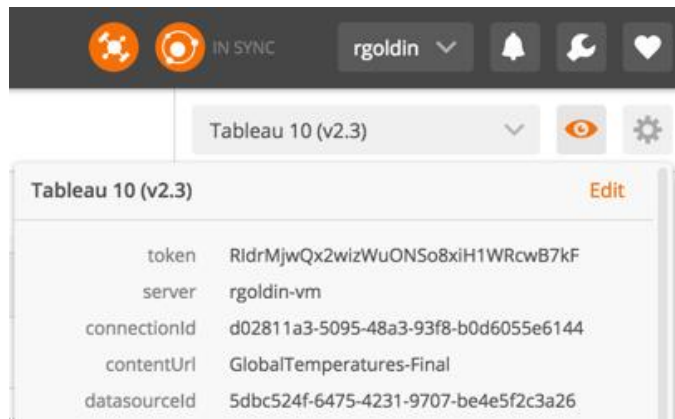 IN SYNC rgoldin
Tableau 10 (v2.3)
Tableau 10 (v2.3) Edit
token RIdrMjwQx2wizWuONSo8xiH1WRcwB7kF
server rgoldin-vm
connectionId d02811a3-5095-48a3-93f8-b0d6055e6144
contentUrl GlobalTemperatures-Final
datasourceId 5dbc524f-6475-4231-9707-be4e5f2c3a26